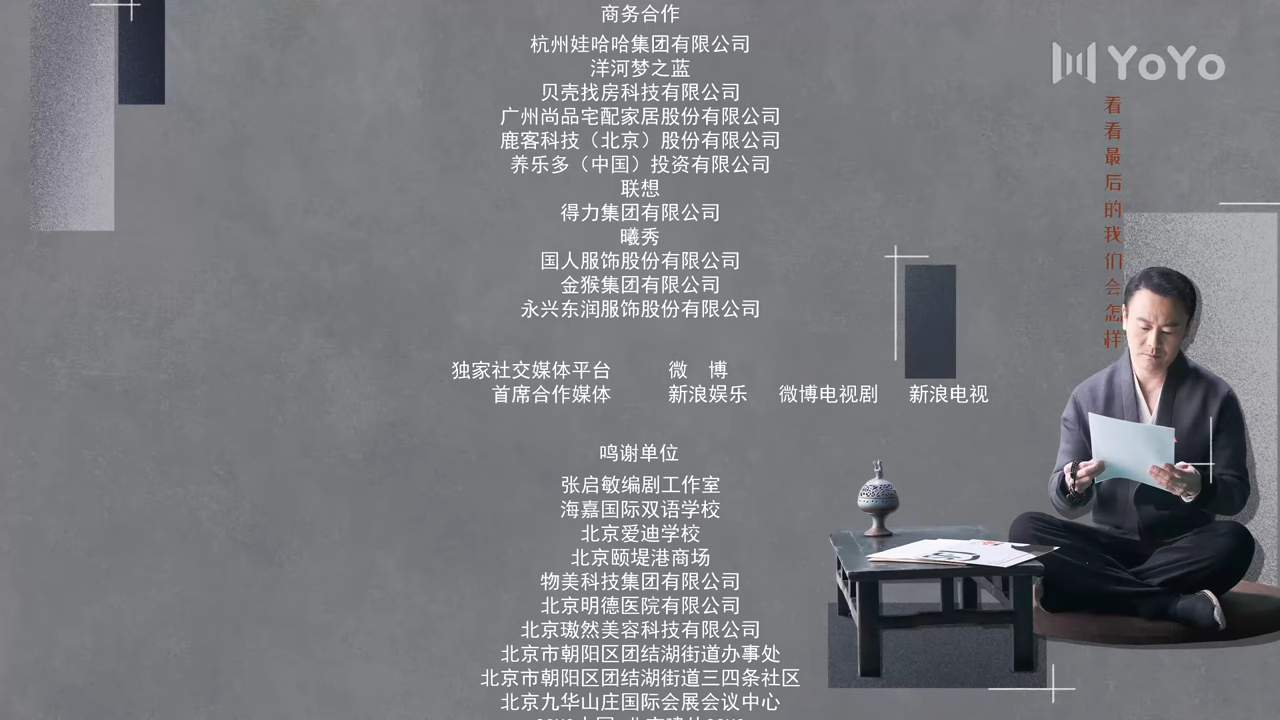 商务合作
杭州娃哈哈集团有限公司
洋河梦之蓝
贝壳找房科技有限公司
广州尚品宅配家居股份有限公司
鹿客科技（北京）股份有限公司
养乐多（中国）投资有限公司
联想
得力集团有限公司
曦秀
国人服饰股份有限公司
金猴集团有限公司
永兴东润服饰股份有限公司
独家社交媒体平台 微 博
首席合作媒体 新浪娱乐 微博电视剧 新浪电视
鸣谢单位
张启敏编剧工作室
海嘉国际双语学校
北京爱迪学校
北京颐堤港商场
物美科技集团有限公司
北京明德医院有限公司
北京璈然美容科技有限公司
北京市朝阳区团结湖街道办事处
北京市朝阳区团结湖街道三四条社区
北京九华山庄国际会展会议中心
YoYo
看看最后的我们会怎样